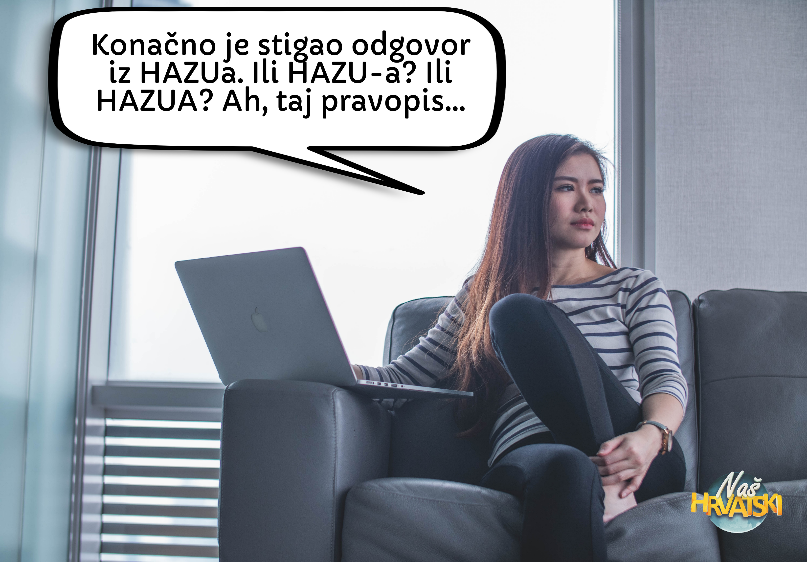 Konačno je stigao odgovor
iz HAZUa. Ili HAZU-a? Ili
HAZUA? Ah, taj pravopis...
Naš
HRVATSKI